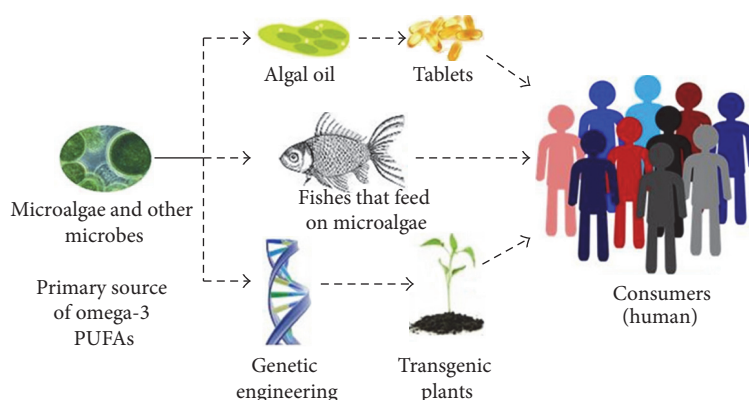 Algal oil
Tablets
Microalgae and other
microbes
Fishes that feed
on microalgae
Primary source
of omega-3
PUFAs
Genetic
engineering
Transgenic
plants
Consumers
(human)